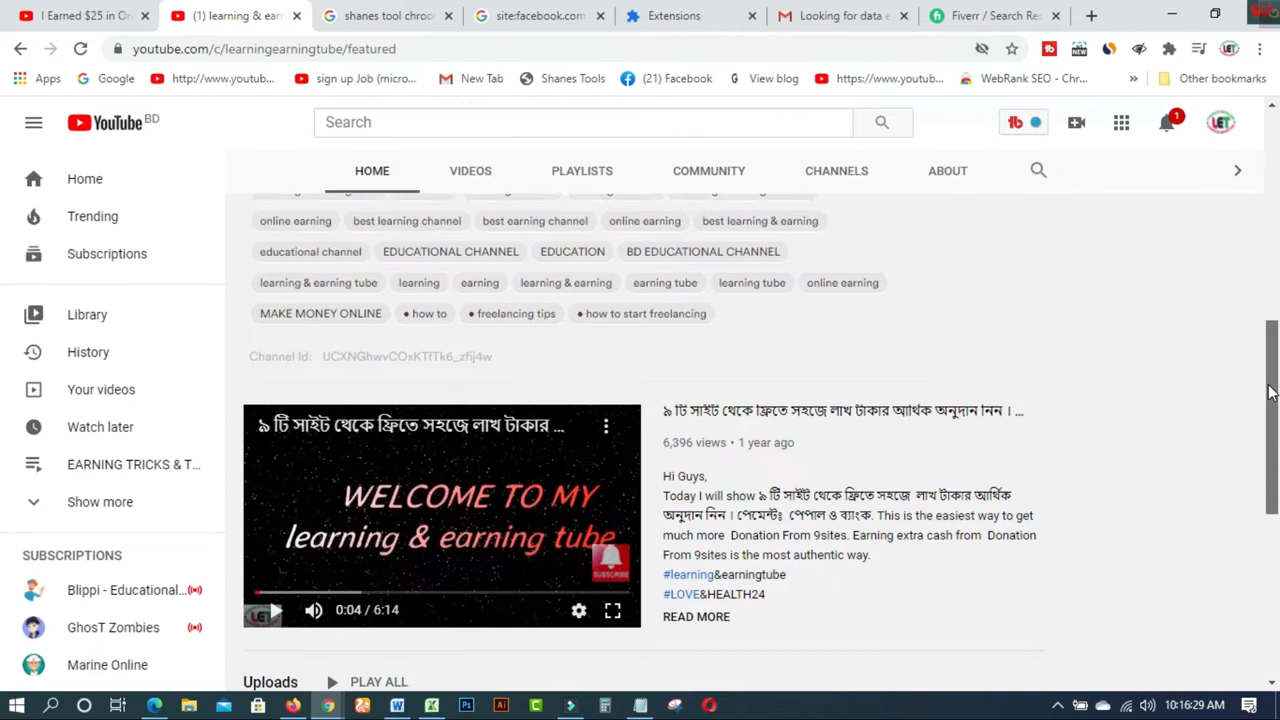 I Earned $25 in On
(1) learning & earni
shanes tool chroc
site:facebook.com
Extensions
Looking for data e
Fiverr / Search Res
youtube.com/c/learningearningtube/featured
Apps
Google
http://www.youtub...
sign up Job (micro...
New Tab
Shanes Tools
(21) Facebook
View blog
https://www.youtube...
WebRank SEO - Chr...
Other bookmarks
YouTube BD
Search
1
LET
HOME
VIDEOS
PLAYLISTS
COMMUNITY
CHANNELS
ABOUT
Home
Trending
Subscriptions
Library
History
Your videos
Watch later
EARNING TRICKS & T...
Show more
SUBSCRIPTIONS
Blippi - Educational...
GhosT Zombies
Marine Online
online earning
best learning channel
best earning channel
online earning
best learning & earning
educational channel
EDUCATIONAL CHANNEL
EDUCATION
BD EDUCATIONAL CHANNEL
learning & earning tube
learning
earning
learning & earning
earning tube
learning tube
online earning
MAKE MONEY ONLINE
• how to
• freelancing tips
• how to start freelancing
Channel Id: UCXNGhwvCOxKTfTk6_zfij4w
৯ টি সাইট থেকে ফ্রিতে সহজে লাখ টাকার ...
WELCOME TO MY
learning & earning tube
SUBSCRIBE
LET
0:04 / 6:14
৯ টি সাইট থেকে ফ্রিতে সহজে লাখ টাকার আর্থিক অনুদান নিন । ...
6,396 views • 1 year ago
Hi Guys,
Today I will show ৯ টি সাইট থেকে ফ্রিতে সহজে লাখ টাকার আর্থিক
অনুদান নিন । পেমেন্টঃ পেপাল ও ব্যাংক. This is the easiest way to get
much more Donation From 9sites. Earning extra cash from Donation
From 9sites is the most authentic way.
#learning&earningtube
#LOVE&HEALTH24
READ MORE
Uploads
PLAY ALL
10:16:29 AM